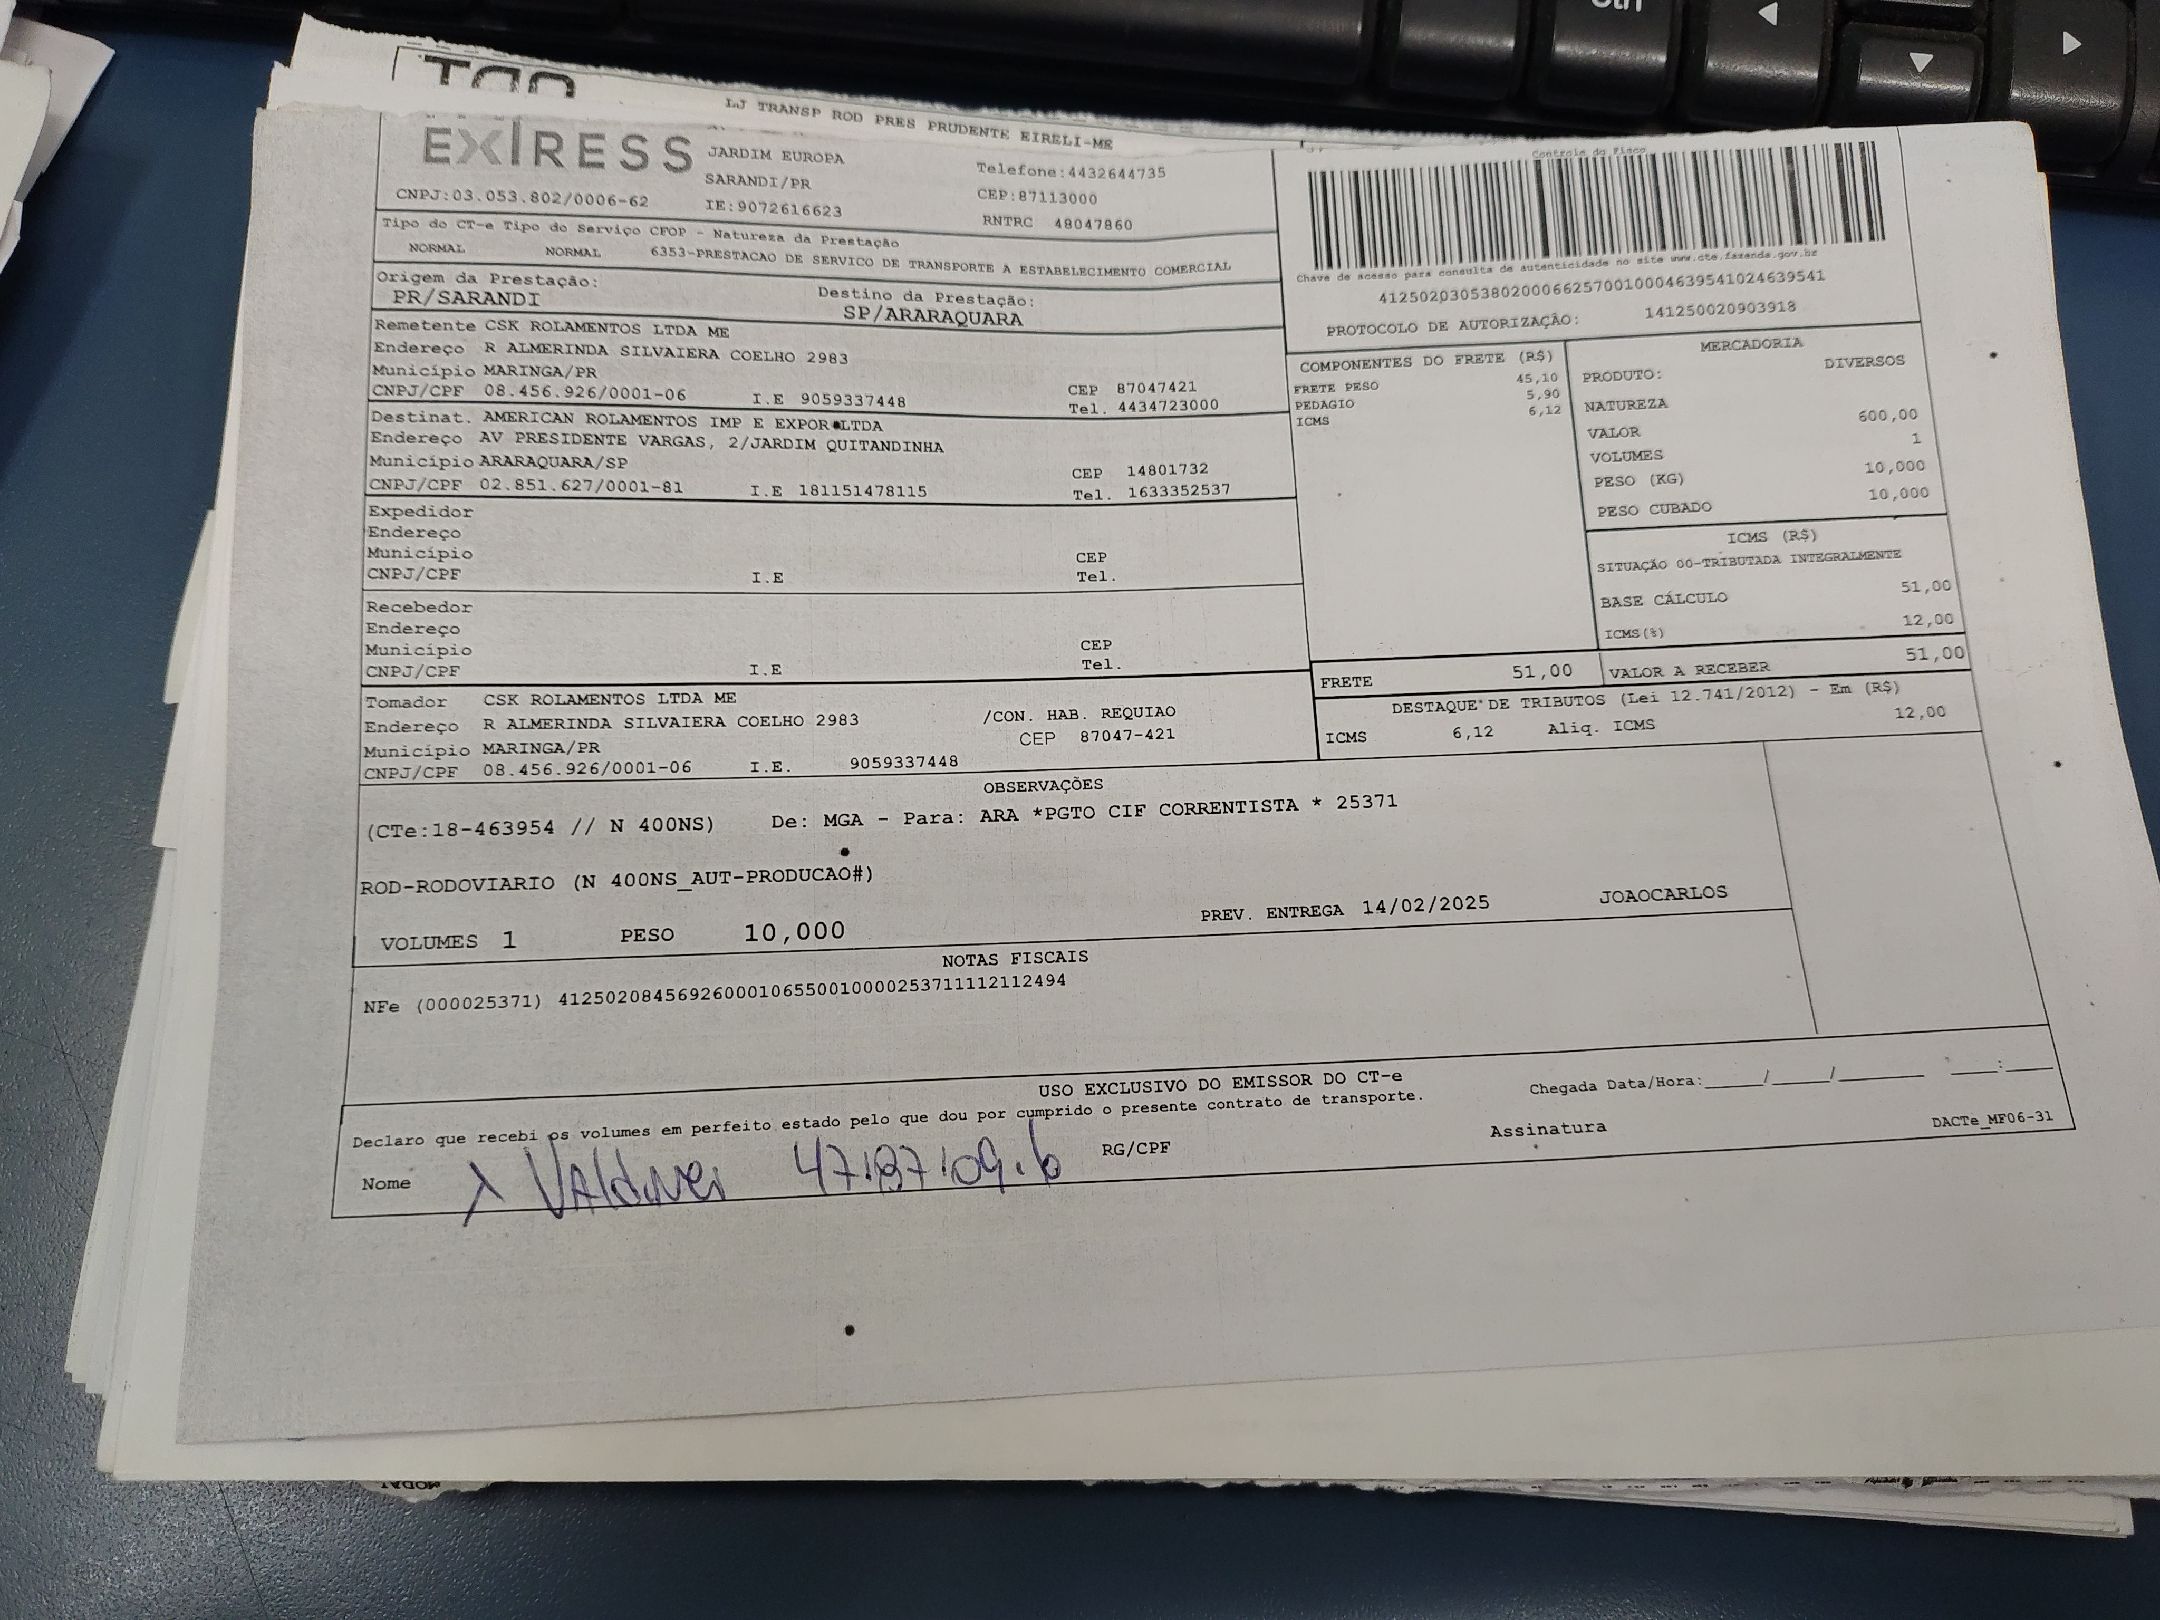 LJ TRANSP ROD PRES PRUDENTE EIRELI-ME
JARDIM EUROPA
Telefone:4432644735
SARANDI/PR
CEP:87113000
CNPJ:03.053.802/0006-62
IE:9072616623
RNTRC 48047860
Tipo do CT-e Tipo do Serviço CFOP - Natureza da Prestação
NORMAL NORMAL 6353-PRESTACAO DE SERVICO DE TRANSPORTE A ESTABELECIMENTO COMERCIAL
Origem da Prestação: Destino da Prestação:
PR/SARANDI SP/ARARAQUARA
Controle do Fisco
Chave de acesso para consulta de autenticidade no site www.cte.fazenda.gov.br
41250203053802000662570010004639541024639541
PROTOCOLO DE AUTORIZAÇÃO: 141250020903918
Remetente CSK ROLAMENTOS LTDA ME
Endereço R ALMERINDA SILVAIERA COELHO 2983
Município MARINGA/PR CEP 87047421
CNPJ/CPF 08.456.926/0001-06 I.E 9059337448 Tel. 4434723000
Destinat. AMERICAN ROLAMENTOS IMP E EXPOR LTDA
Endereço AV PRESIDENTE VARGAS, 2/JARDIM QUITANDINHA
Município ARARAQUARA/SP CEP 14801732
CNPJ/CPF 02.851.627/0001-81 I.E 181151478115 Tel. 1633352537
Expedidor
Endereço
Município CEP
CNPJ/CPF I.E Tel.
Recebedor
Endereço
Município CEP
CNPJ/CPF I.E Tel.
Tomador CSK ROLAMENTOS LTDA ME
Endereço R ALMERINDA SILVAIERA COELHO 2983 /CON. HAB. REQUIAO
Município MARINGA/PR CEP 87047-421
CNPJ/CPF 08.456.926/0001-06 I.E. 9059337448
COMPONENTES DO FRETE (R$)
FRETE PESO 45,10
PEDAGIO 5,90
ICMS 6,12
MERCADORIA
PRODUTO: DIVERSOS
NATUREZA
VALOR 600,00
VOLUMES 1
PESO (KG) 10,000
PESO CUBADO 10,000
ICMS (R$)
SITUAÇÃO 00-TRIBUTADA INTEGRALMENTE
BASE CÁLCULO 51,00
ICMS(%) 12,00
FRETE 51,00 VALOR A RECEBER 51,00
DESTAQUE DE TRIBUTOS (Lei 12.741/2012) - Em (R$)
ICMS 6,12 Aliq. ICMS 12,00
OBSERVAÇÕES
(CTe:18-463954 // N 400NS) De: MGA - Para: ARA *PGTO CIF CORRENTISTA * 25371
ROD-RODOVIARIO (N 400NS_AUT-PRODUCAO#)
VOLUMES 1 PESO 10,000 PREV. ENTREGA 14/02/2025 JOAOCARLOS
NOTAS FISCAIS
NFe (000025371) 41250208456926000106550010000253711112112494
USO EXCLUSIVO DO EMISSOR DO CT-e
Declaro que recebi os volumes em perfeito estado pelo que dou por cumprido o presente contrato de transporte.
Chegada Data/Hora:_____/_____/________ ____:____
Nome X Valdinei RG/CPF Assinatura
DACTe_MF06-31